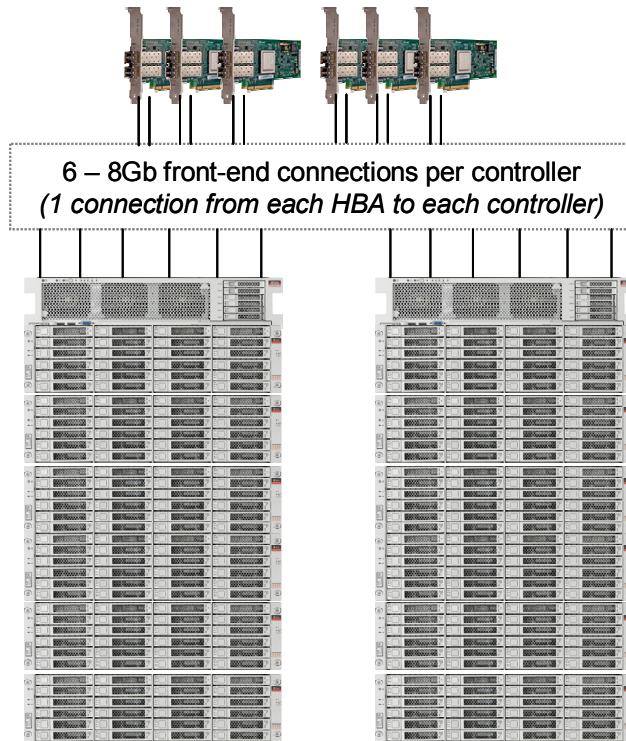 6 – 8Gb front-end connections per controller
(1 connection from each HBA to each controller)